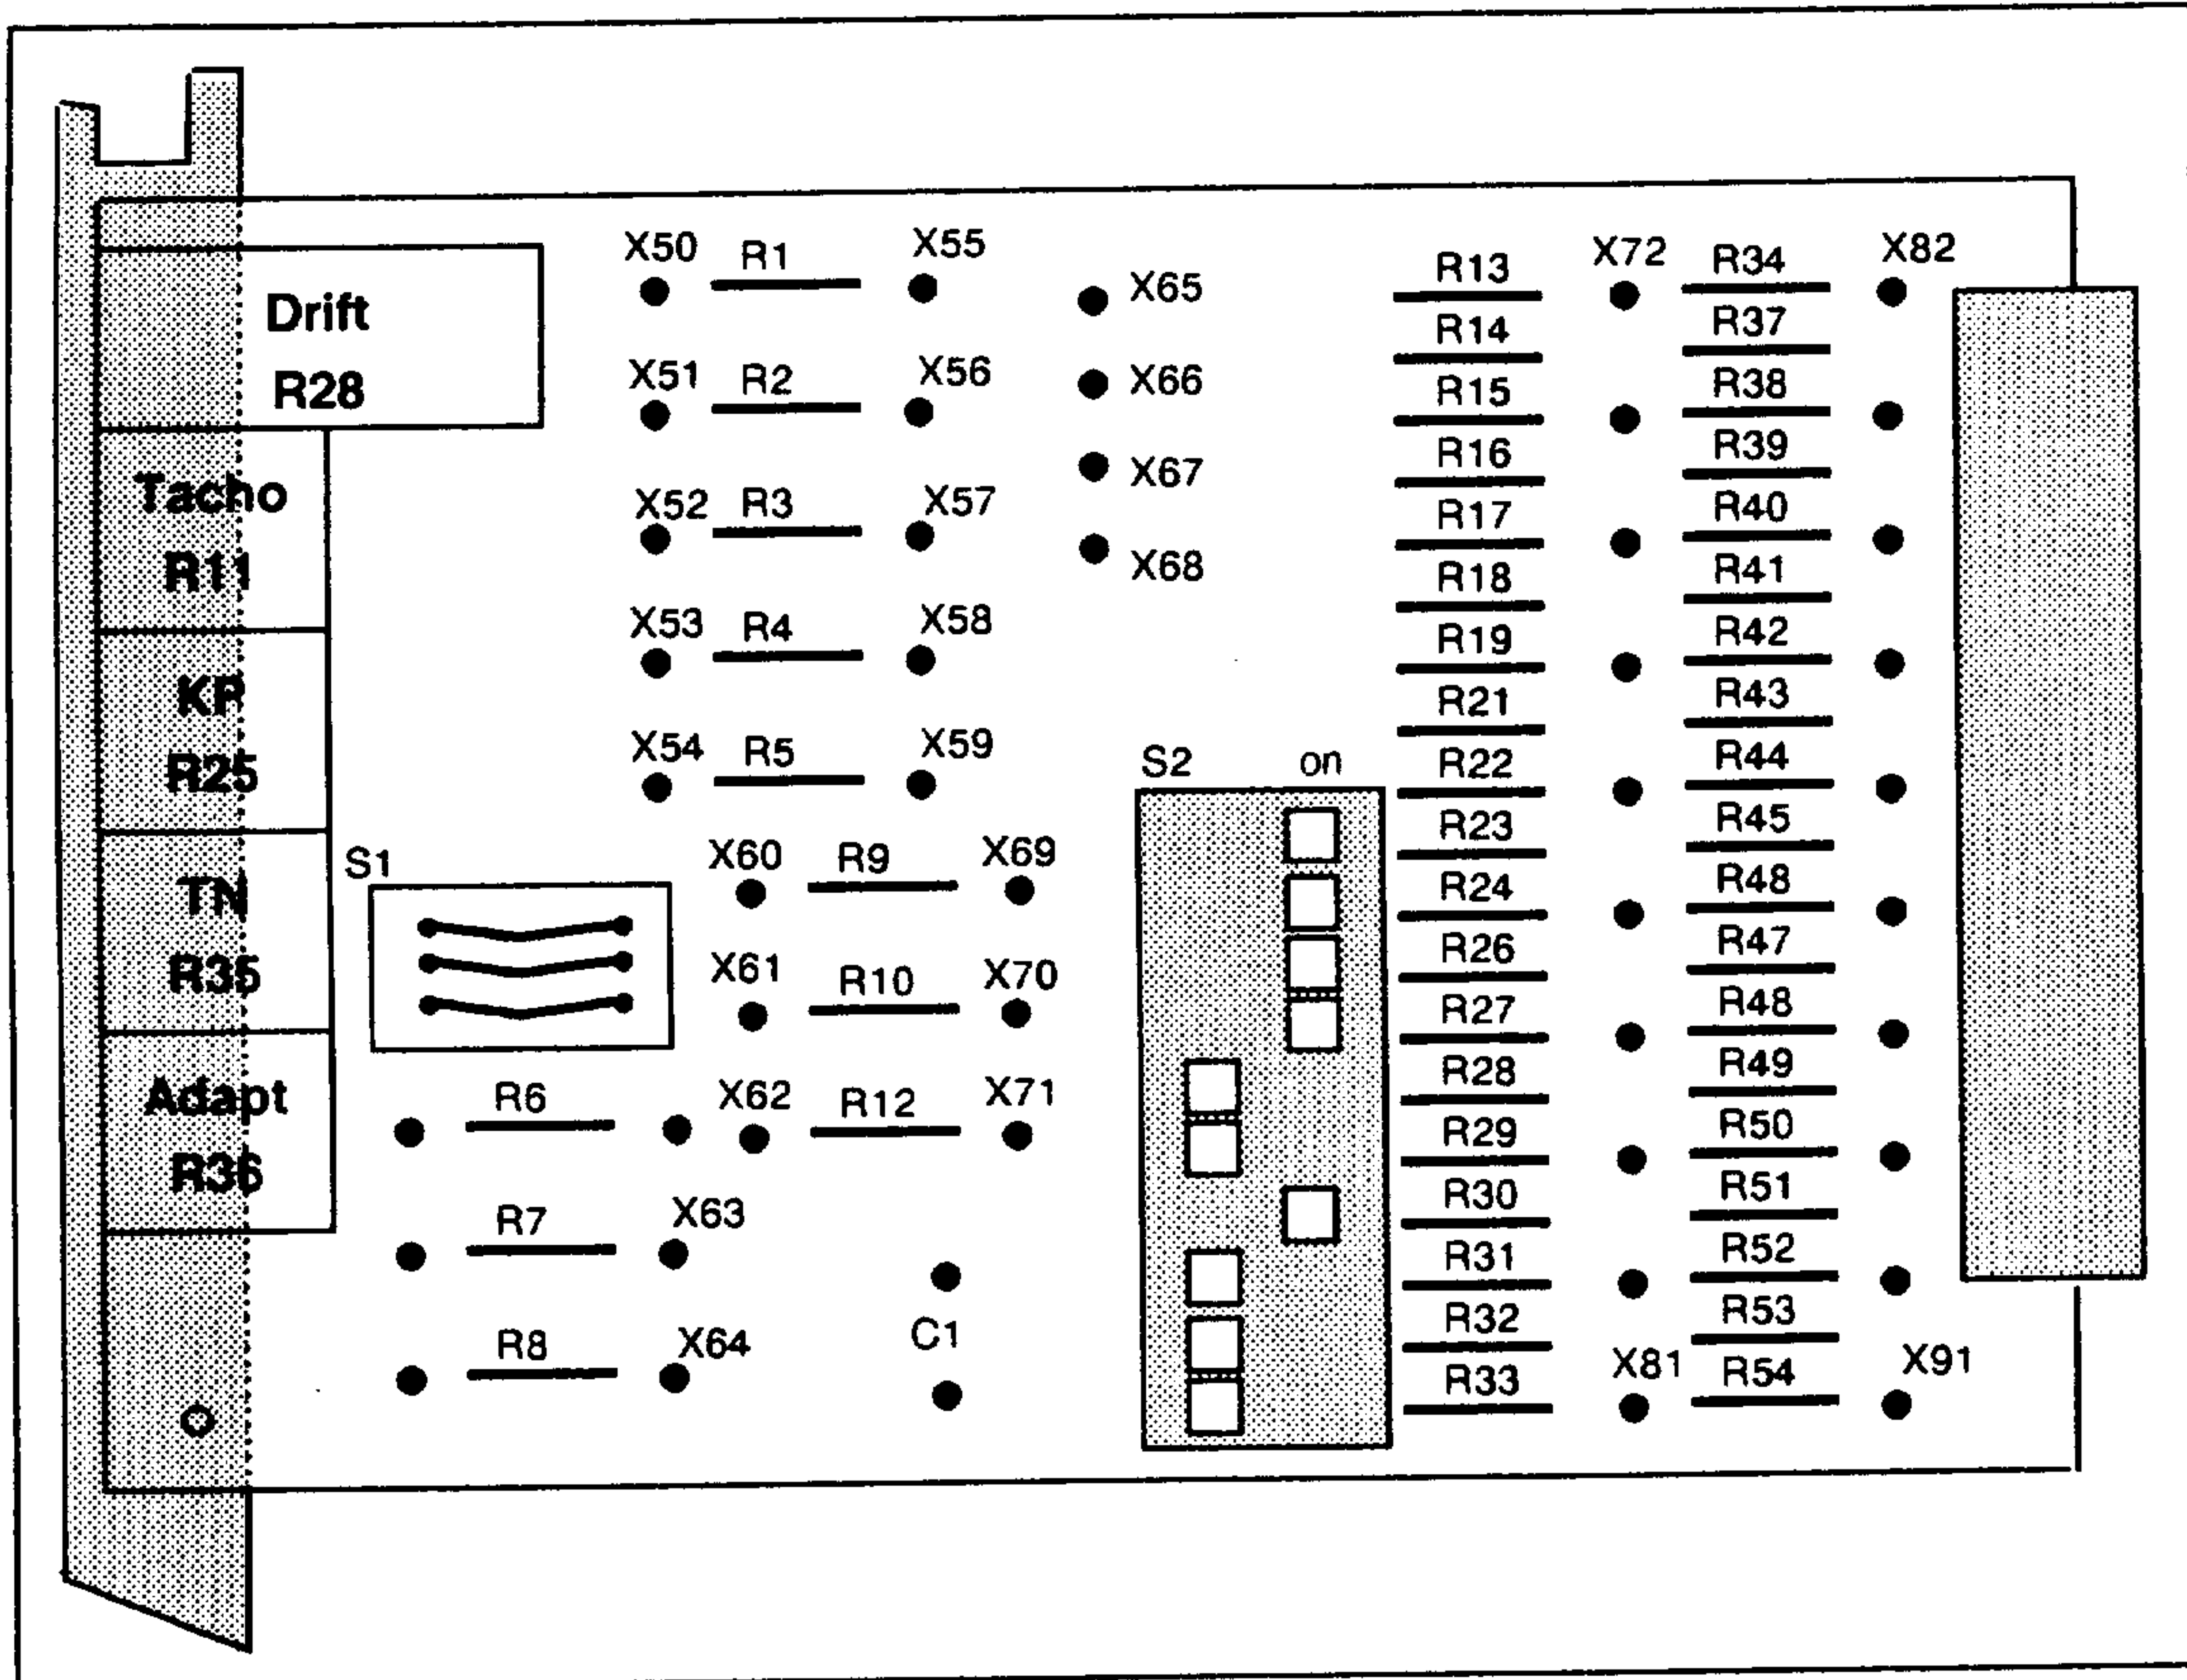 Drift
R28
Tacho
R11
KP
R25
TN
R35
Adapt
R36
S1
X50 R1 X55
X51 R2 X56
X52 R3 X57
X53 R4 X58
X54 R5 X59
X60 R9 X69
X61 R10 X70
X62 R12 X71
R6
R7 X63
R8 X64
C1
X65
X66
X67
X68
S2 on
R13
R14
R15
R16
R17
R18
R19
R21
R22
R23
R24
R26
R27
R28
R29
R30
R31
R32
R33
X72
X81
R34
R37
R38
R39
R40
R41
R42
R43
R44
R45
R48
R47
R48
R49
R50
R51
R52
R53
R54
X82
X91